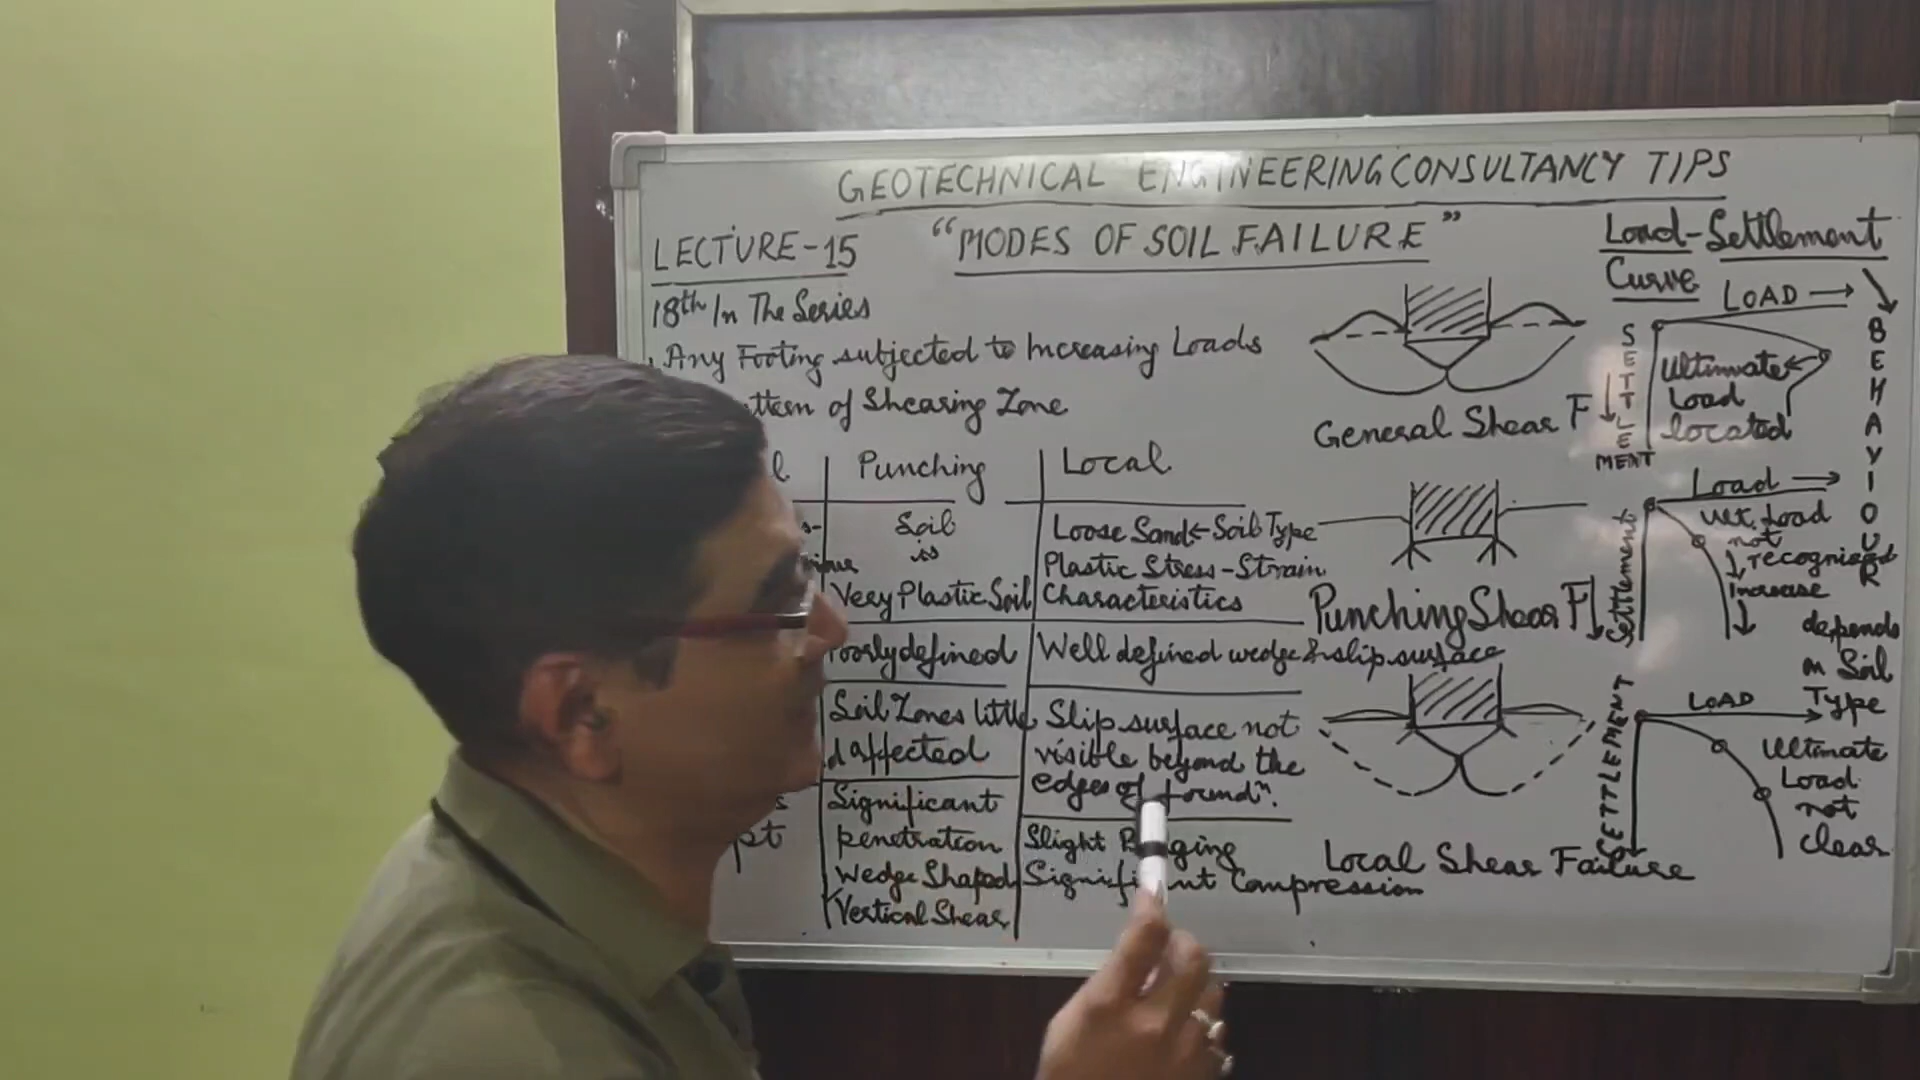 GEOTECHNICAL ENGINEERING CONSULTANCY TIPS
LECTURE-15
"MODES OF SOIL FAILURE"
18th In The Series
Any Footing subjected to Increasing Loads
of Shearing Zone
Punching
Local
Soil
is
Very Plastic Soil
Loose Sand ← Soil Type
Plastic Stress-Strain
Characteristics
defined
Well defined wedge & slip surface
Soil Zones little
affected
Slip surface not
visible beyond the
edges of foundn.
Significant
penetration
Wedge Shaped
Vertical Shear
Slight
Compression
General Shear F
Punching Shear F
Local Shear Failure
Load-Settlement
Curve
LOAD →
SETTLEMENT
Ultimate
Load
located
Load →
Settlement
Ult. Load
not
recognised
Increase
LOAD
SETTLEMENT
Ultimate
Load
not
clear
BEHAVIOUR
depends
on Soil
Type